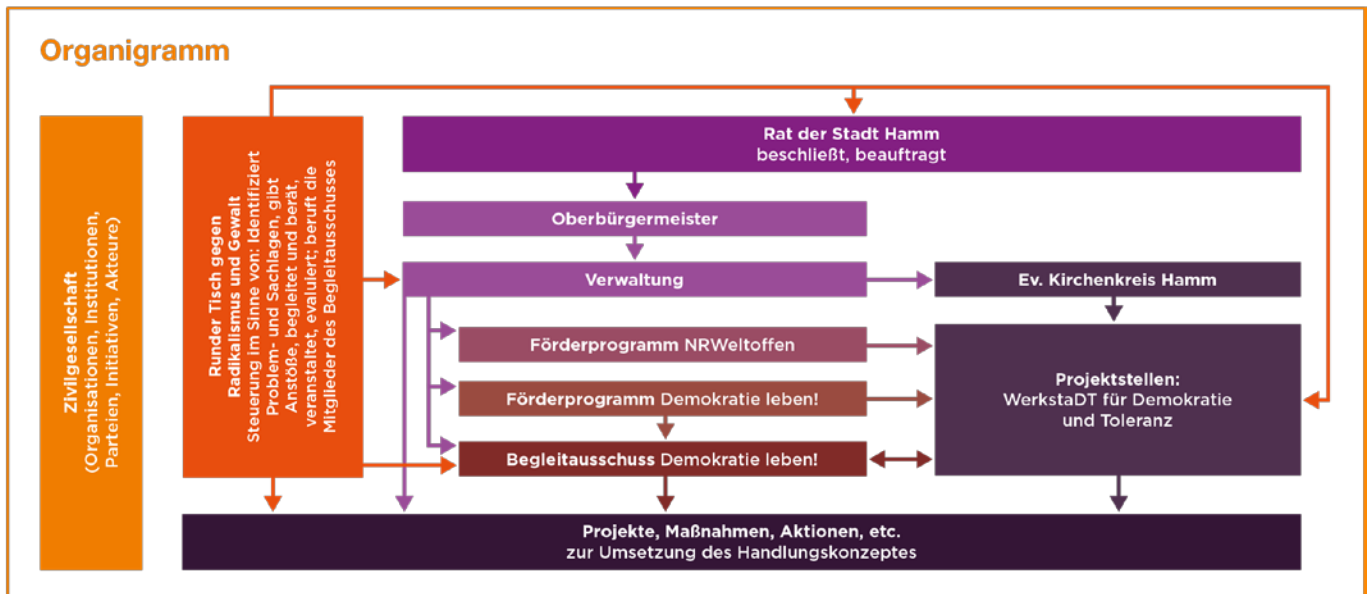 Organigramm
Zivilgesellschaft
(Organisationen, Institutionen,
Parteien, Initiativen, Akteure)
Runder Tisch gegen
Radikalismus und Gewalt
Steuerung im Sinne von: Identifiziert
Problem- und Sachlagen, gibt
Anstöße, begleitet und berät,
veranstaltet, evaluiert; beruft die
Mitglieder des Begleitausschusses
Rat der Stadt Hamm
beschließt, beauftragt
Oberbürgermeister
Verwaltung
Ev. Kirchenkreis Hamm
Förderprogramm NRWeltoffen
Förderprogramm Demokratie leben!
Begleitausschuss Demokratie leben!
Projektstellen:
WerkstaDT für Demokratie
und Toleranz
Projekte, Maßnahmen, Aktionen, etc.
zur Umsetzung des Handlungskonzeptes